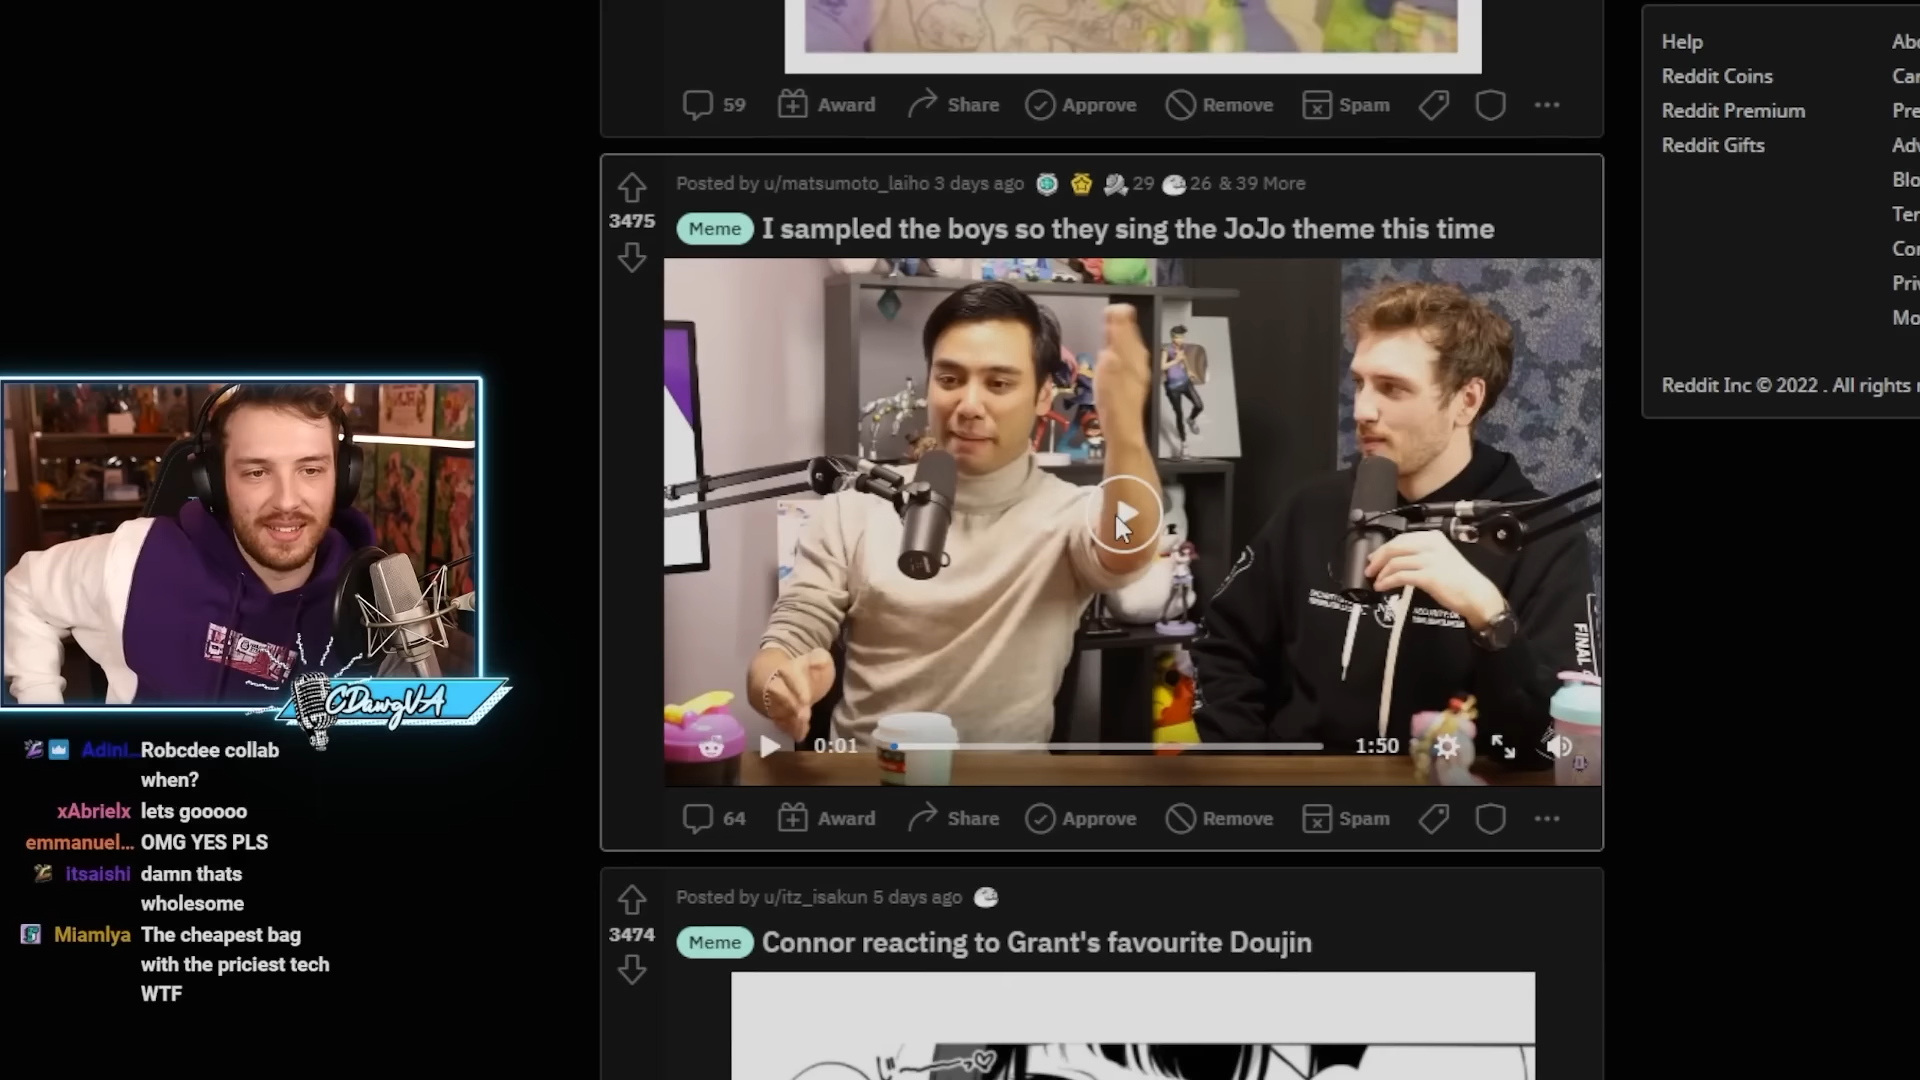 59 Award Share Approve Remove Spam
Posted by u/matsumoto_laiho 3 days ago 29 26 & 39 More
3475
Meme I sampled the boys so they sing the JoJo theme this time
FINAL
0:01 1:50
64 Award Share Approve Remove Spam
Posted by u/itz_isakun 5 days ago
3474
Meme Connor reacting to Grant's favourite Doujin
Help
Reddit Coins
Reddit Premium
Reddit Gifts
Reddit Inc © 2022 . All rights
CDawgVA
Adini... Robcdee collab
when?
xAbrielx lets gooooo
emmanuel... OMG YES PLS
itsaishi damn thats
wholesome
Miamlya The cheapest bag
with the priciest tech
WTF